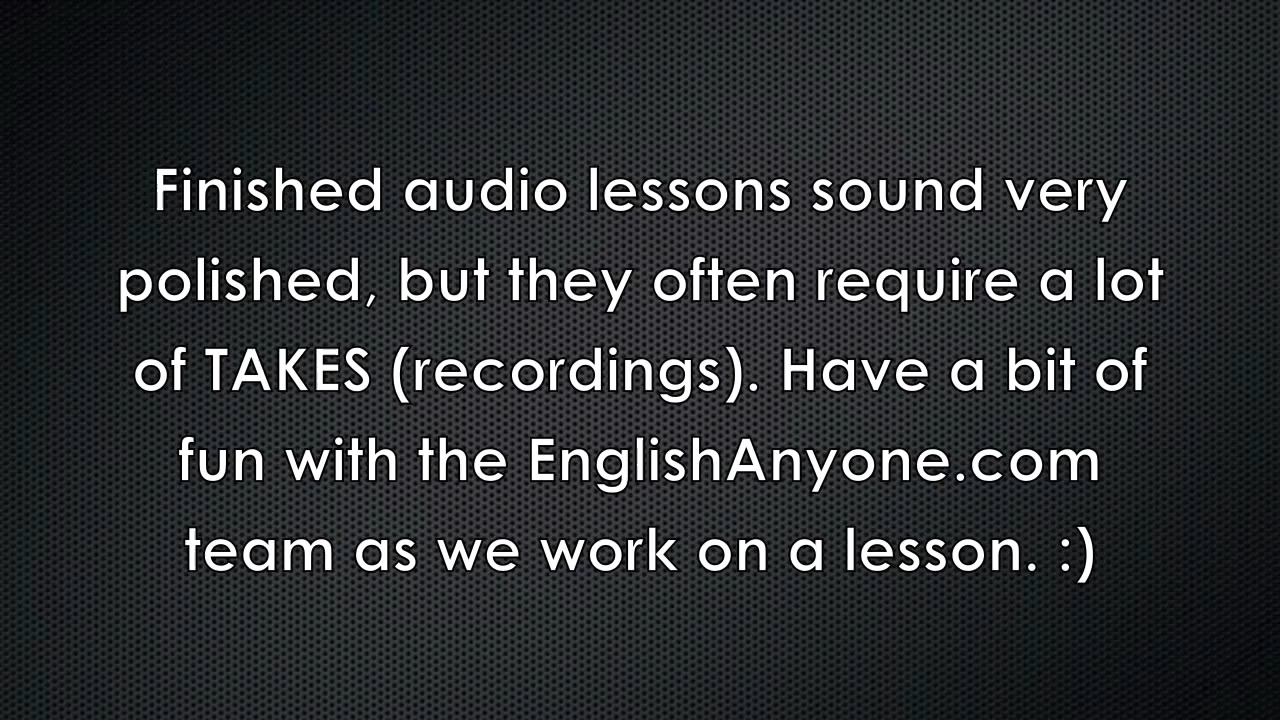 Finished audio lessons sound very
polished, but they often require a lot
of TAKES (recordings). Have a bit of
fun with the EnglishAnyone.com
team as we work on a lesson. :)